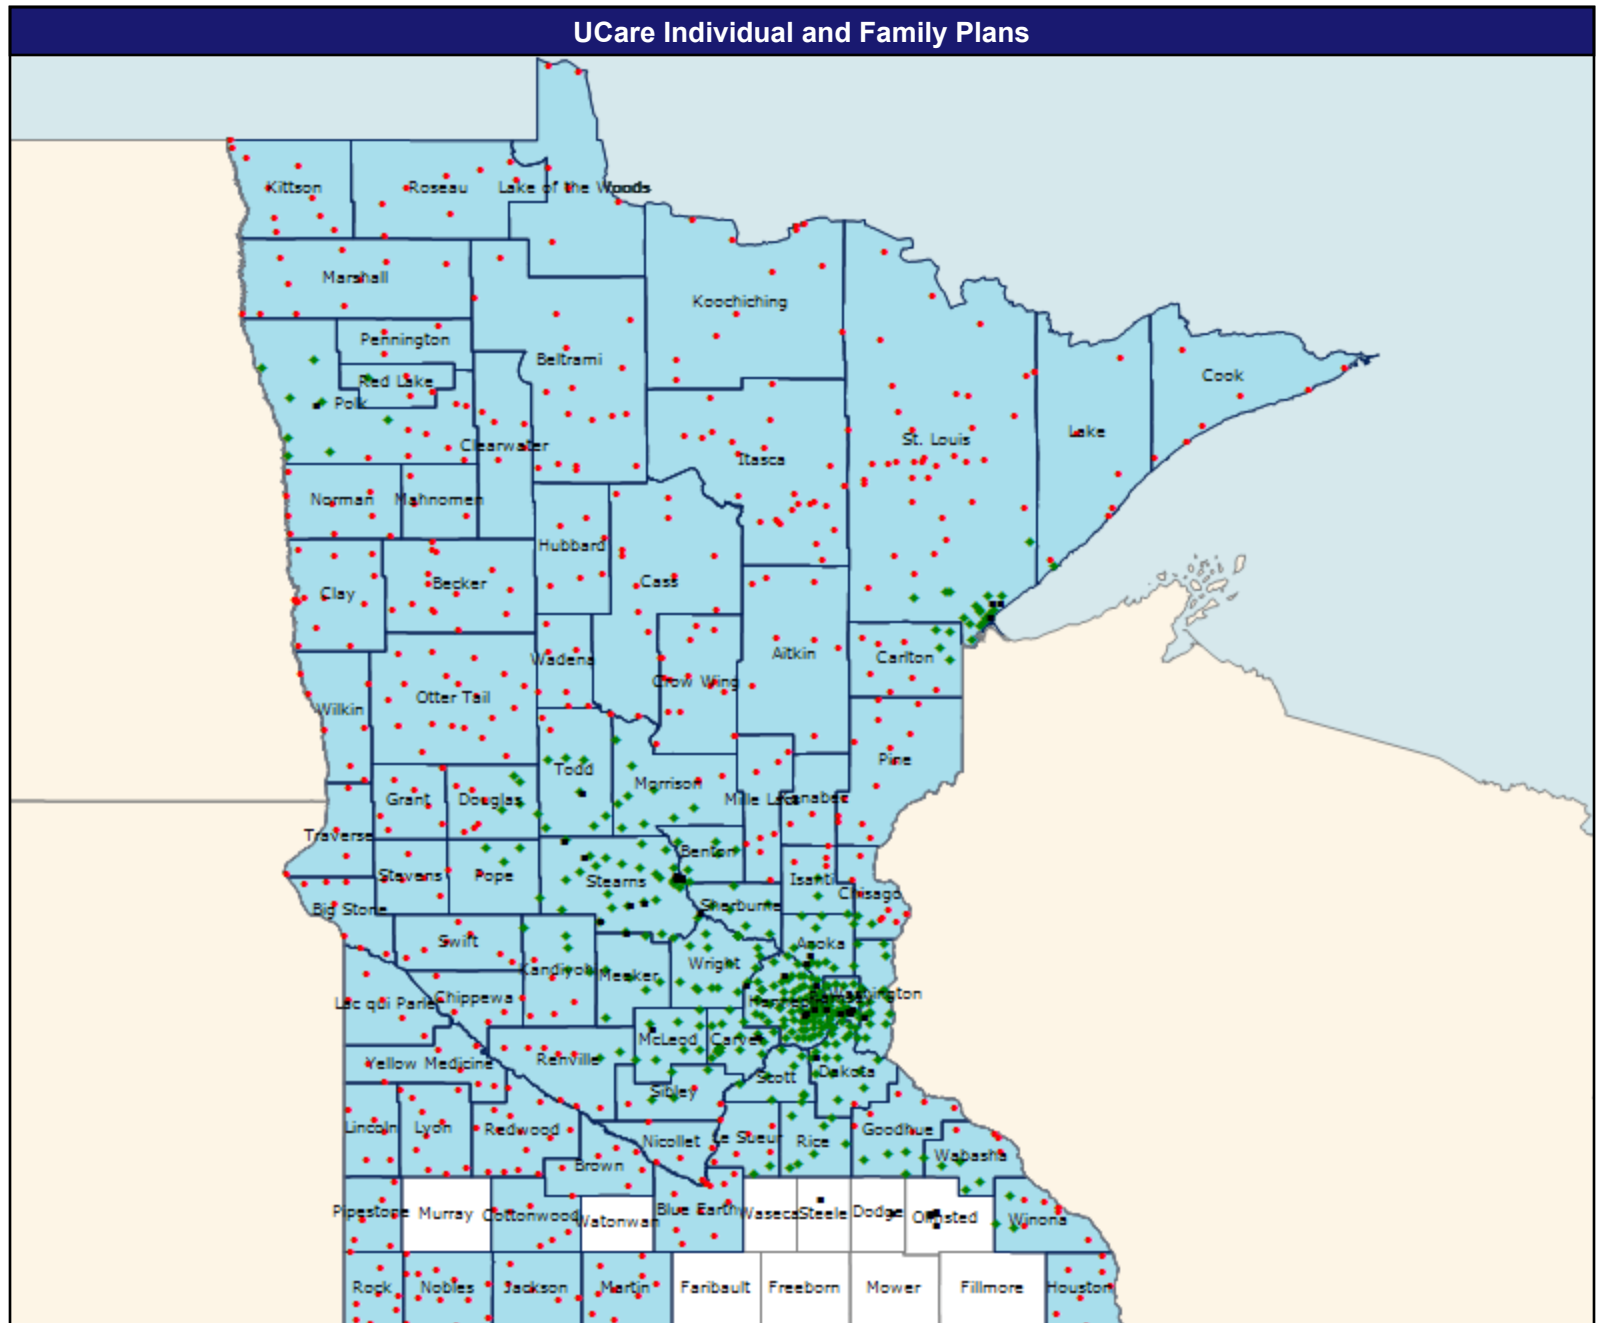 UCare Individual and Family Plans
Kittson
Roseau
Lake of the Woods
Marshall
Koochiching
Pennington
Beltrami
Red Lake
Cook
Polk
Lake
St. Louis
Clearwater
Itasca
Norman
Mahnomen
Hubbard
Cass
Becker
Clay
Aitkin
Carlton
Wadena
Crow Wing
Otter Tail
Wilkin
Pine
Todd
Morrison
Grant
Douglas
Mille Lacs
Kanabec
Traverse
Benton
Stevens
Pope
Stearns
Isanti
Chisago
Big Stone
Sherburne
Swift
Anoka
Wright
Kandiyohi
Meeker
Lac qui Parle
Chippewa
Hennepin
Ramsey
Washington
McLeod
Carver
Yellow Medicine
Renville
Scott
Dakota
Sibley
Lincoln
Lyon
Redwood
Nicollet
Le Sueur
Rice
Goodhue
Brown
Wabasha
Pipestone
Murray
Cottonwood
Watonwan
Blue Earth
Waseca
Steele
Dodge
Olmsted
Winona
Rock
Nobles
Jackson
Martin
Faribault
Freeborn
Mower
Fillmore
Houston